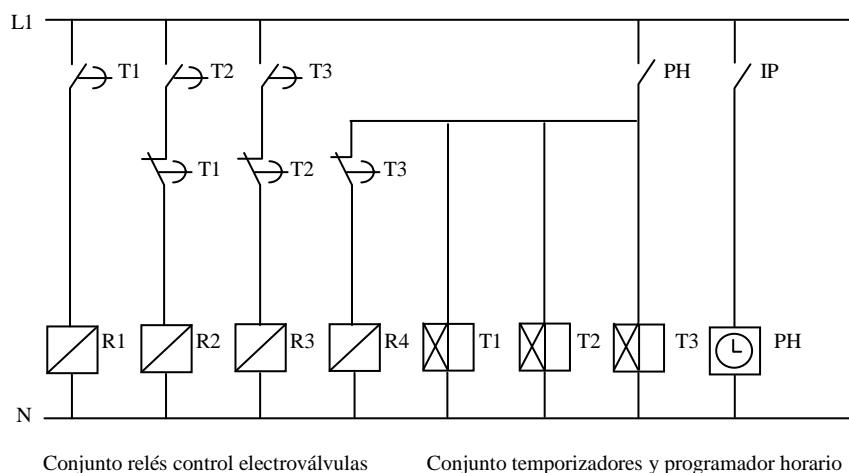 L1
T1
T2
T3
PH
IP
T1
T2
T3
R1
R2
R3
R4
T1
T2
T3
PH
N
Conjunto relés control electroválvulas
Conjunto temporizadores y programador horario